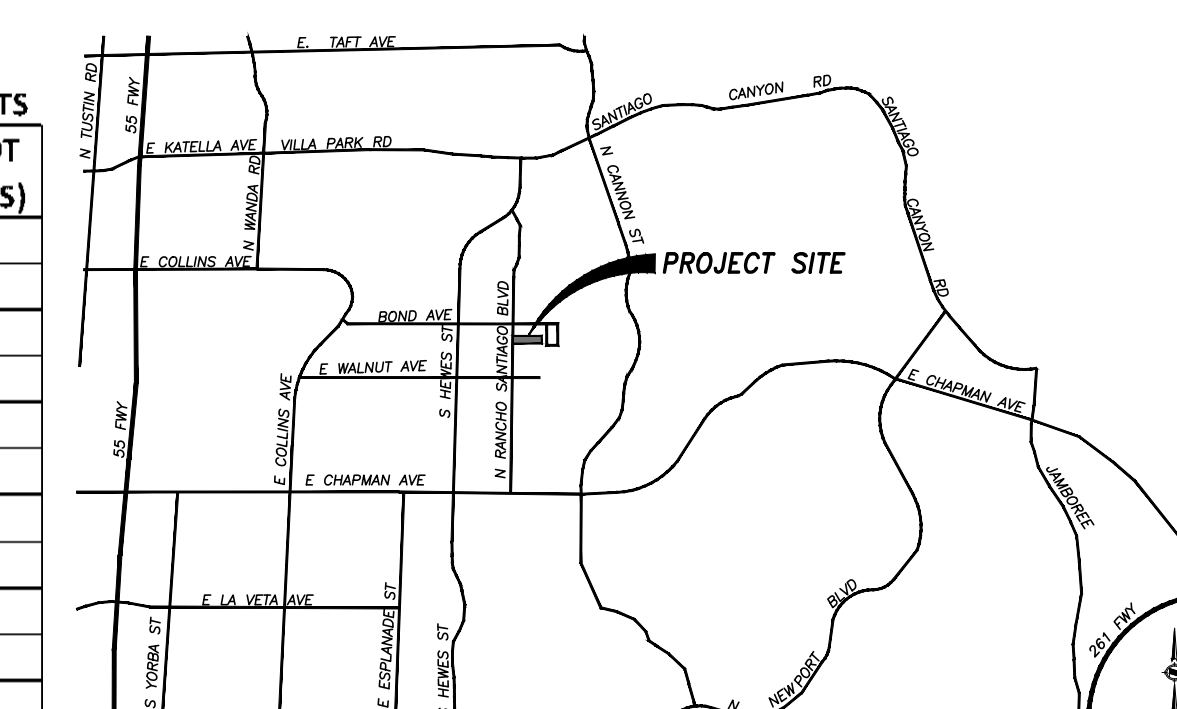 E. TAFT AVE
N TUSTIN RD
55 FWY
TS
OT
S)
SANTIAGO CANYON RD
SANTIAGO CANYON RD
E KATELLA AVE
VILLA PARK RD
N WANDA RD
N CANNON ST
E COLLINS AVE
PROJECT SITE
BOND AVE
S HEWES ST
N RANCHO SANTIAGO BLVD
E WALNUT AVE
E COLLINS AVE
55 FWY
E CHAPMAN AVE
E CHAPMAN AVE
JAMBOREE
E LA VETA AVE
S YORBA ST
E ESPLANADE ST
S HEWES ST
N NEWPORT BLVD
261 FWY